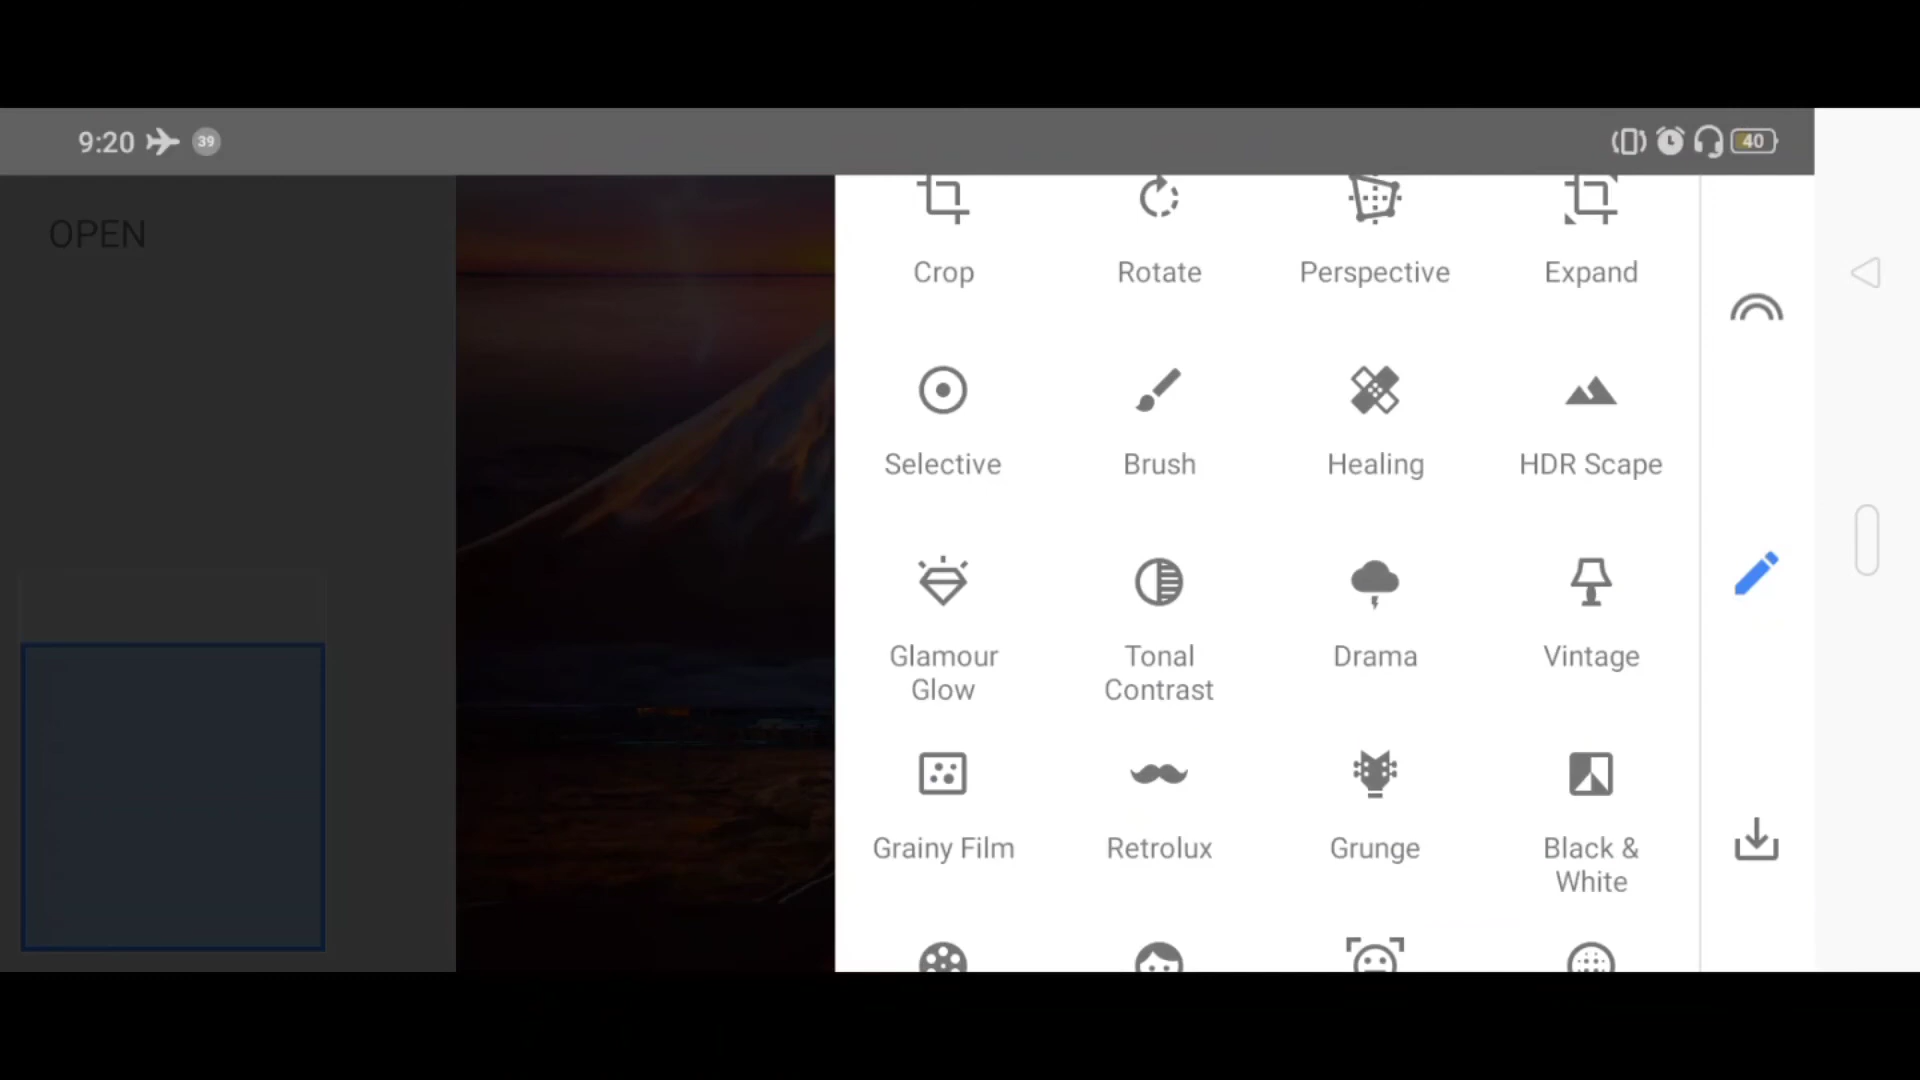 9:20 39 40
OPEN
Crop Rotate Perspective Expand
Selective Brush Healing HDR Scape
Glamour Glow
Tonal Contrast
Drama
Vintage
Grainy Film
Retrolux
Grunge
Black & White